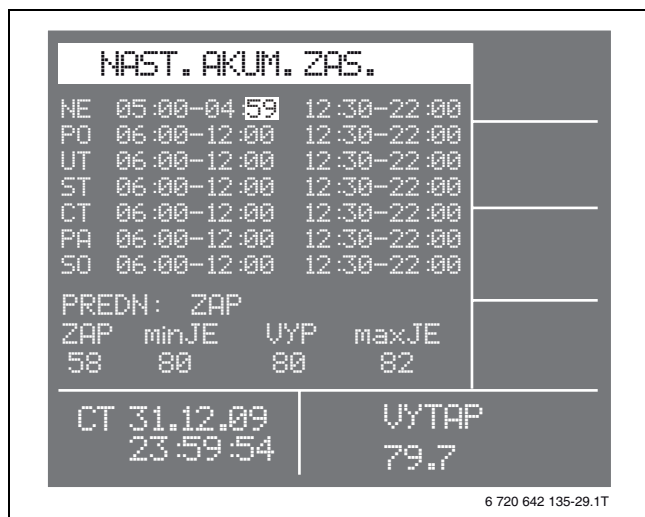 NAST. AKUM. ZAS.
NE 05:00-04:59 12:30-22:00
PO 06:00-12:00 12:30-22:00
UT 06:00-12:00 12:30-22:00
ST 06:00-12:00 12:30-22:00
CT 06:00-12:00 12:30-22:00
PA 06:00-12:00 12:30-22:00
SO 06:00-12:00 12:30-22:00
PREDN: ZAP
ZAP minJE VYP maxJE
58 80 80 82
CT 31.12.09 VYTAP
23:59:54 79.7
6 720 642 135-29.1T